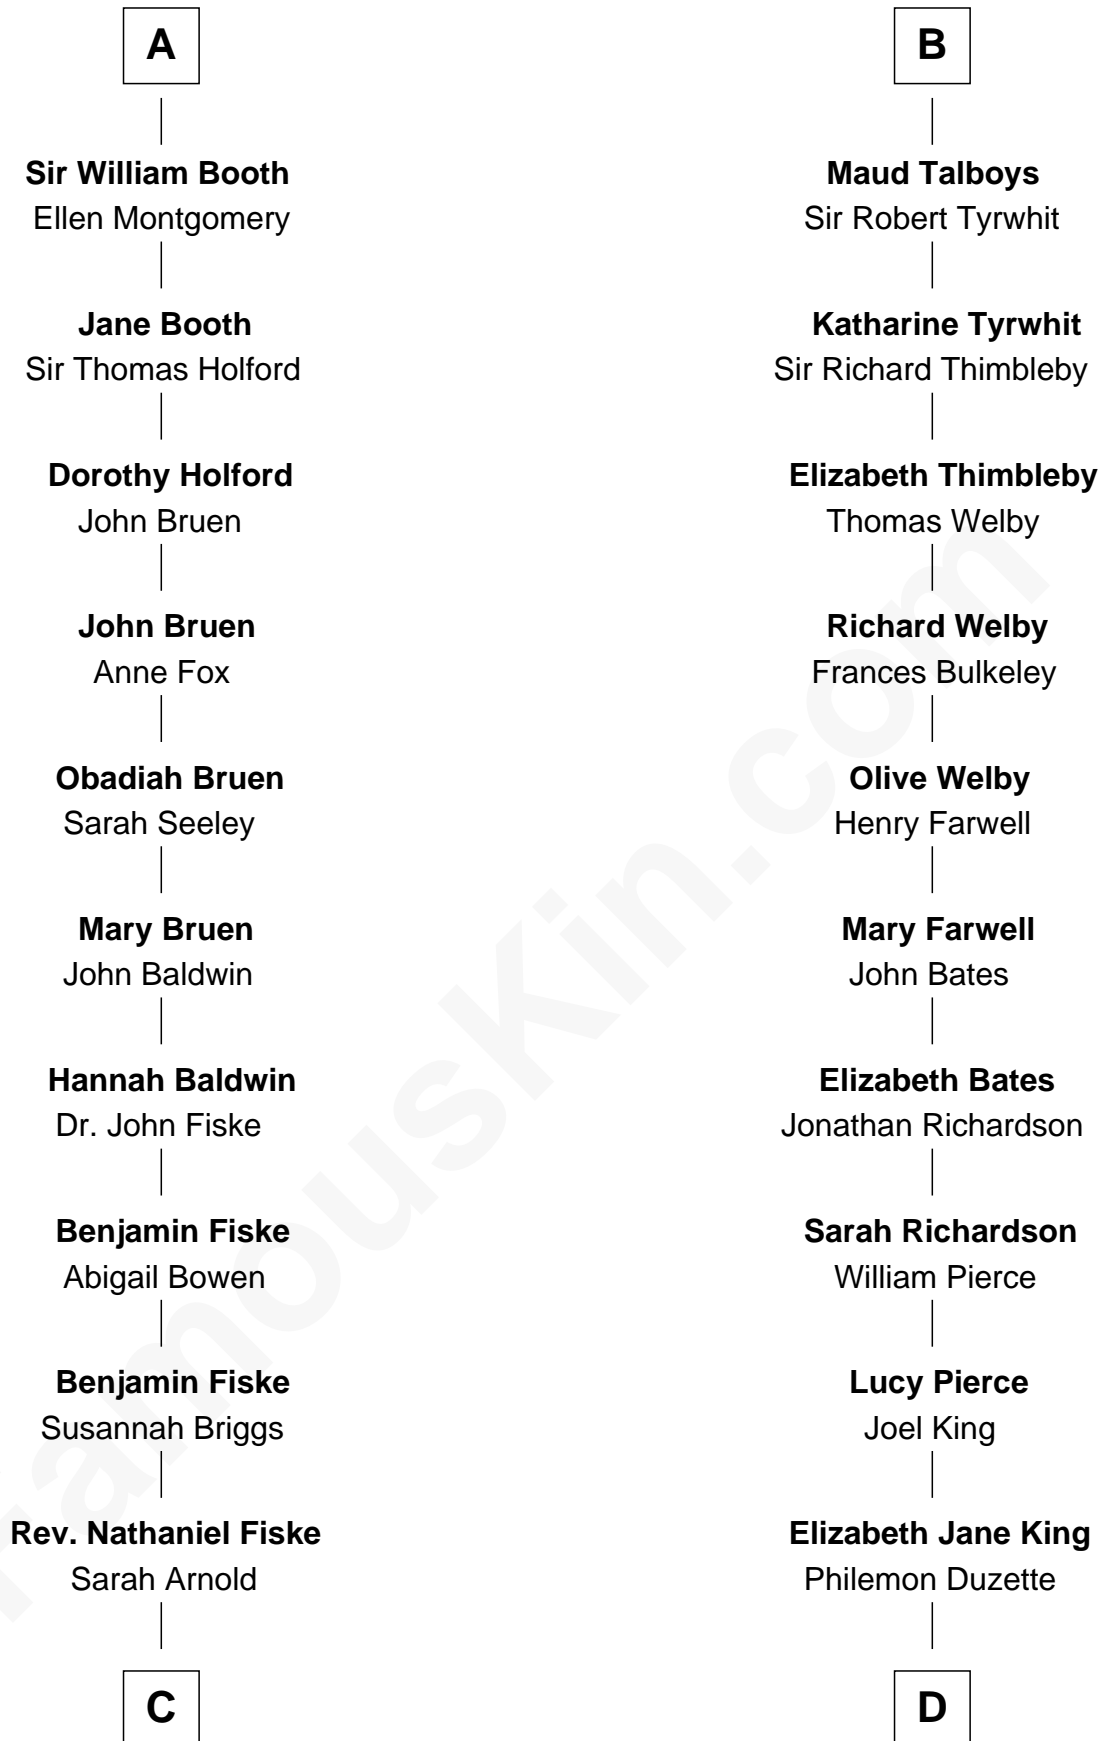 A
Sir William Booth
Ellen Montgomery
Jane Booth
Sir Thomas Holford
Dorothy Holford
John Bruen
John Bruen
Anne Fox
Obadiah Bruen
Sarah Seeley
Mary Bruen
John Baldwin
Hannah Baldwin
Dr. John Fiske
Benjamin Fiske
Abigail Bowen
Benjamin Fiske
Susannah Briggs
Rev. Nathaniel Fiske
Sarah Arnold
C
B
Maud Talboys
Sir Robert Tyrwhit
Katharine Tyrwhit
Sir Richard Thimbleby
Elizabeth Thimbleby
Thomas Welby
Richard Welby
Frances Bulkeley
Olive Welby
Henry Farwell
Mary Farwell
John Bates
Elizabeth Bates
Jonathan Richardson
Sarah Richardson
William Pierce
Lucy Pierce
Joel King
Elizabeth Jane King
Philemon Duzette
D
FamousKin.com